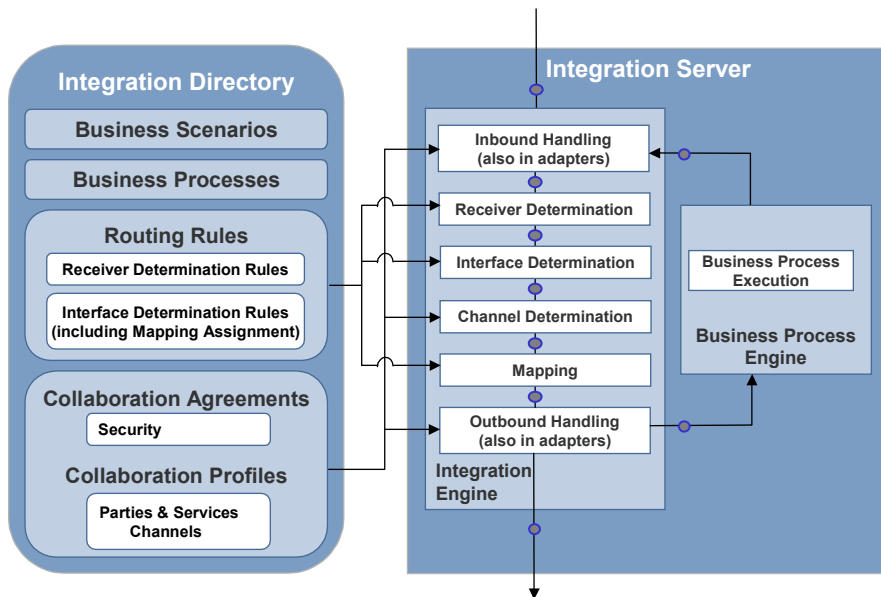 Integration Directory
Business Scenarios
Business Processes
Routing Rules
Receiver Determination Rules
Interface Determination Rules
(including Mapping Assignment)
Collaboration Agreements
Security
Collaboration Profiles
Parties & Services
Channels
Integration Server
Inbound Handling
(also in adapters)
Receiver Determination
Interface Determination
Channel Determination
Mapping
Outbound Handling
(also in adapters)
Integration
Engine
Business Process
Execution
Business Process
Engine